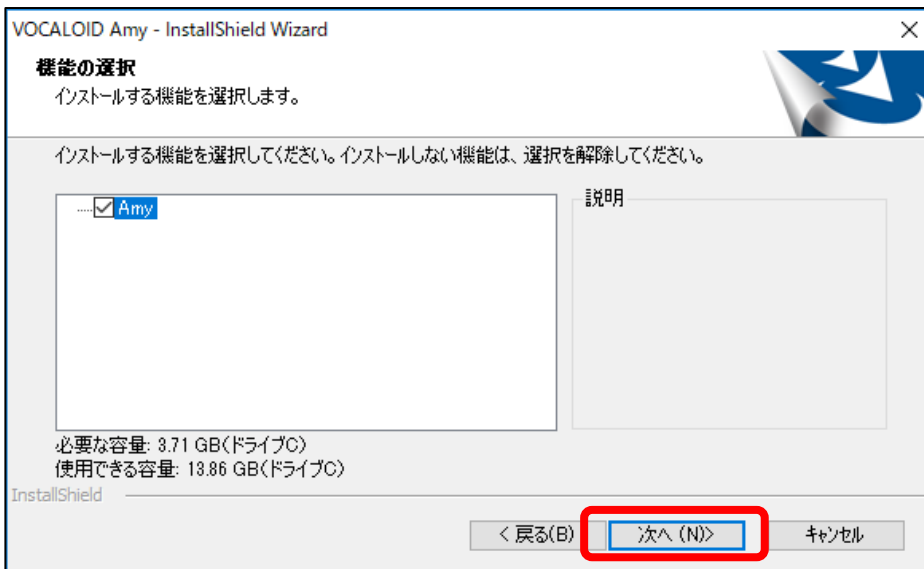 VOCALOID Amy - InstallShield Wizard
機能の選択
インストールする機能を選択します。
インストールする機能を選択してください。インストールしない機能は、選択を解除してください。
Amy
説明
必要な容量: 3.71 GB(ドライブC)
使用できる容量: 13.86 GB(ドライブC)
InstallShield
< 戻る(B)
次へ (N)>
キャンセル